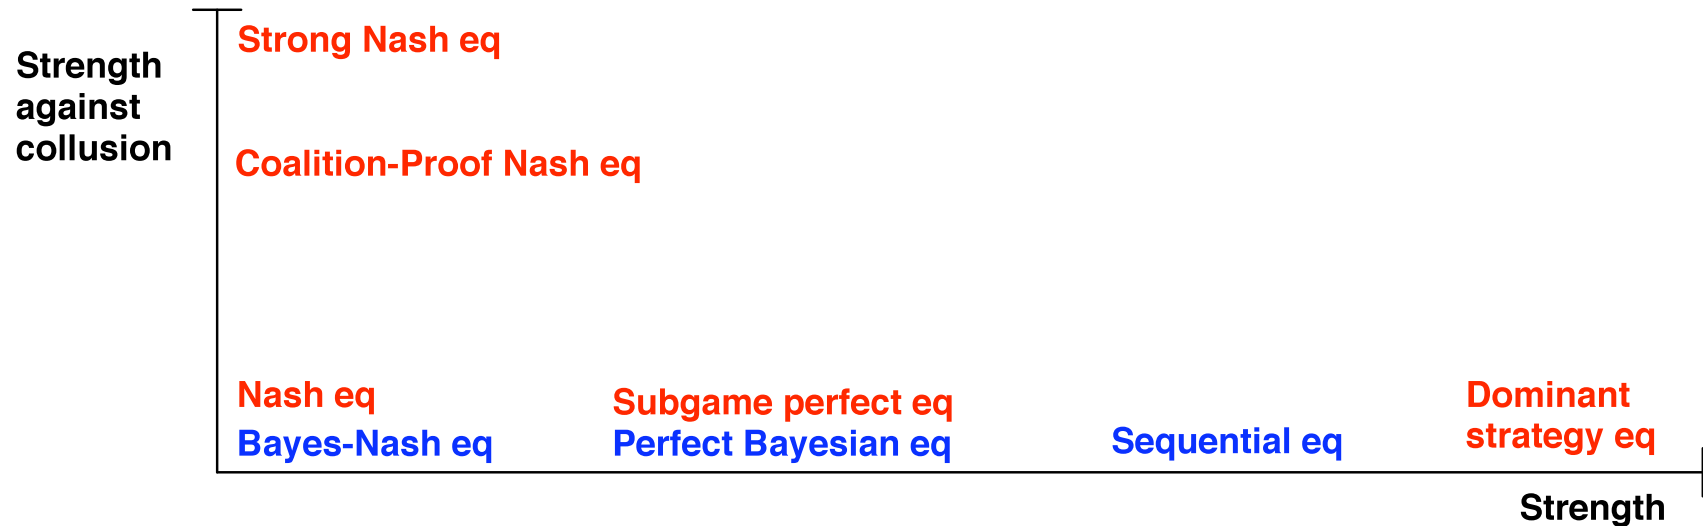 Strength
against
collusion
Strong Nash eq
Coalition-Proof Nash eq
Nash eq
Bayes-Nash eq
Subgame perfect eq
Perfect Bayesian eq
Sequential eq
Dominant
strategy eq
Strength